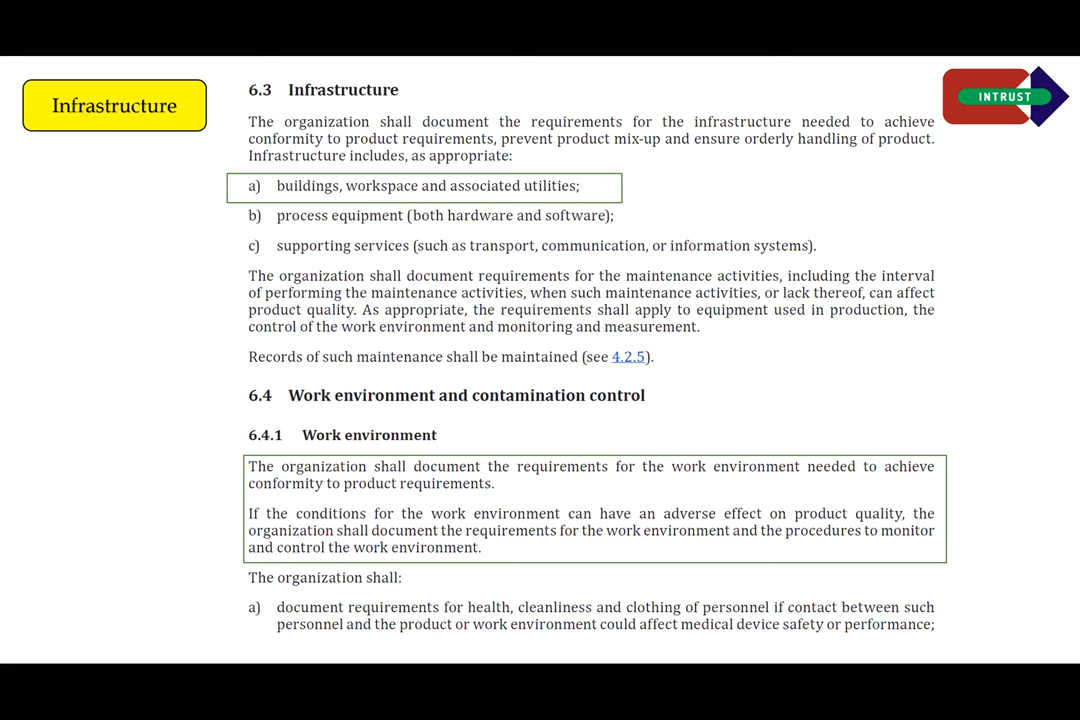 Infrastructure
INTRUST
6.3 Infrastructure
The organization shall document the requirements for the infrastructure needed to achieve
conformity to product requirements, prevent product mix-up and ensure orderly handling of product.
Infrastructure includes, as appropriate:
a) buildings, workspace and associated utilities;
b) process equipment (both hardware and software);
c) supporting services (such as transport, communication, or information systems).
The organization shall document requirements for the maintenance activities, including the interval
of performing the maintenance activities, when such maintenance activities, or lack thereof, can affect
product quality. As appropriate, the requirements shall apply to equipment used in production, the
control of the work environment and monitoring and measurement.
Records of such maintenance shall be maintained (see 4.2.5).
6.4 Work environment and contamination control
6.4.1 Work environment
The organization shall document the requirements for the work environment needed to achieve
conformity to product requirements.
If the conditions for the work environment can have an adverse effect on product quality, the
organization shall document the requirements for the work environment and the procedures to monitor
and control the work environment.
The organization shall:
a) document requirements for health, cleanliness and clothing of personnel if contact between such
personnel and the product or work environment could affect medical device safety or performance;